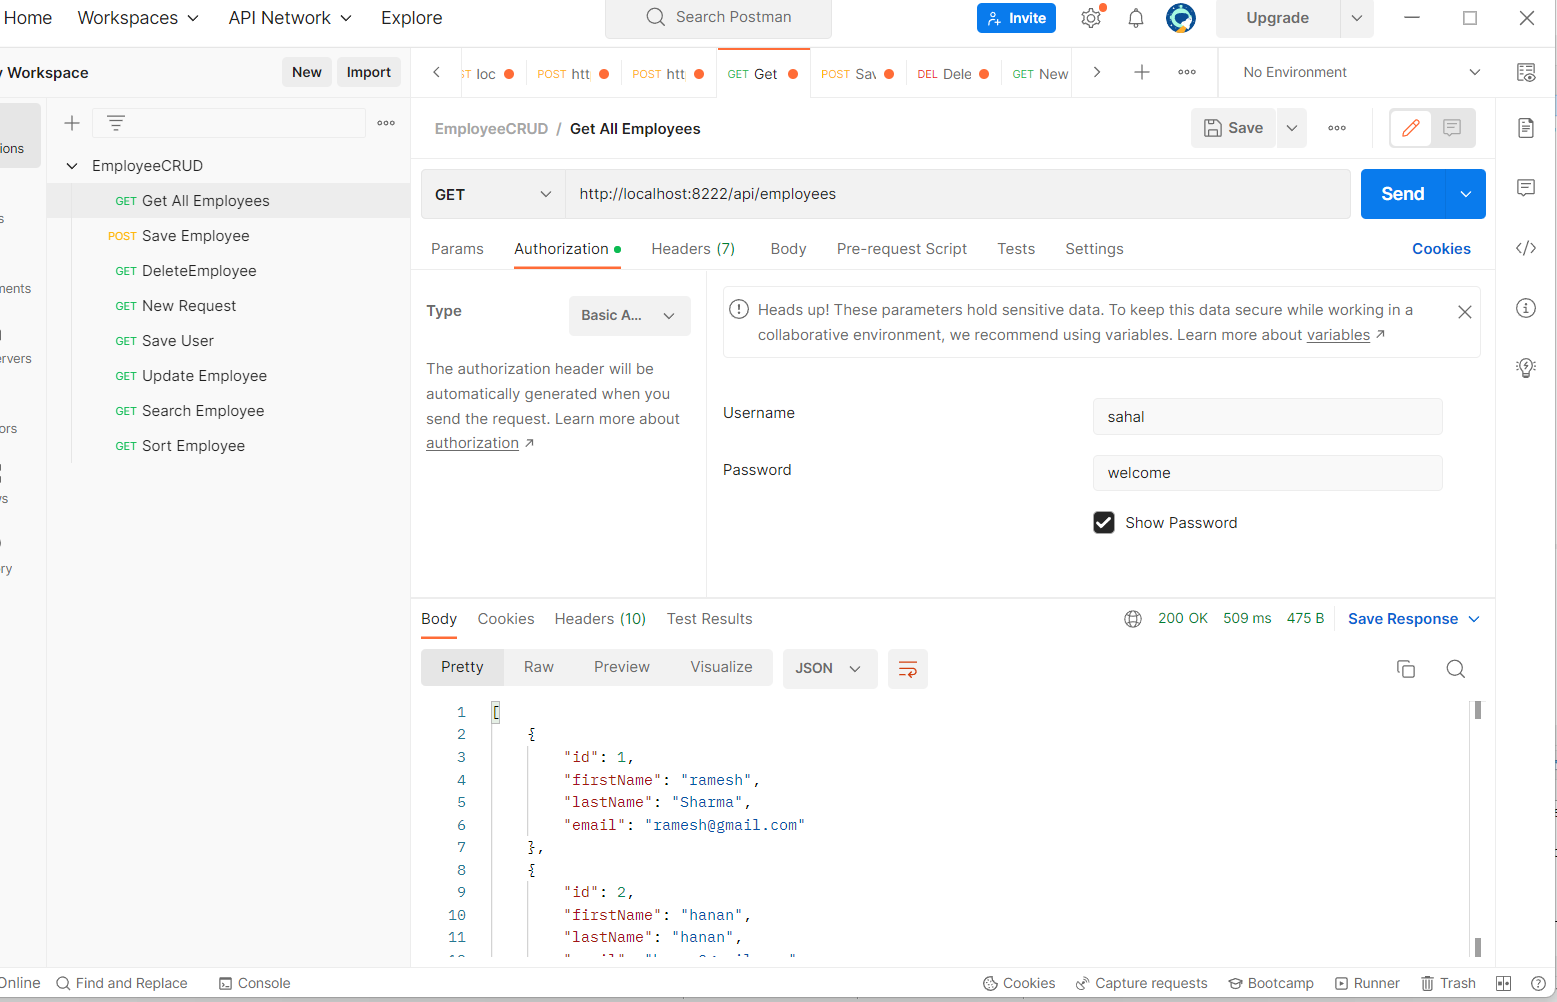 Home Workspaces API Network Explore Search Postman Invite Upgrade
Workspace New Import loc POST htt POST htt GET Get POST Sav DEL Dele GET New No Environment
EmployeeCRUD / Get All Employees Save
EmployeeCRUD
GET Get All Employees
POST Save Employee
GET DeleteEmployee
GET New Request
GET Save User
GET Update Employee
GET Search Employee
GET Sort Employee
GET http://localhost:8222/api/employees Send
Params Authorization Headers (7) Body Pre-request Script Tests Settings Cookies
Type Basic A...
The authorization header will be
automatically generated when you
send the request. Learn more about
authorization ↗
Heads up! These parameters hold sensitive data. To keep this data secure while working in a
collaborative environment, we recommend using variables. Learn more about variables ↗
Username sahal
Password welcome
Show Password
Body Cookies Headers (10) Test Results 200 OK 509 ms 475 B Save Response
Pretty Raw Preview Visualize JSON
1 [
2 {
3 "id": 1,
4 "firstName": "ramesh",
5 "lastName": "Sharma",
6 "email": "ramesh@gmail.com"
7 },
8 {
9 "id": 2,
10 "firstName": "hanan",
11 "lastName": "hanan",
Online Find and Replace Console Cookies Capture requests Bootcamp Runner Trash